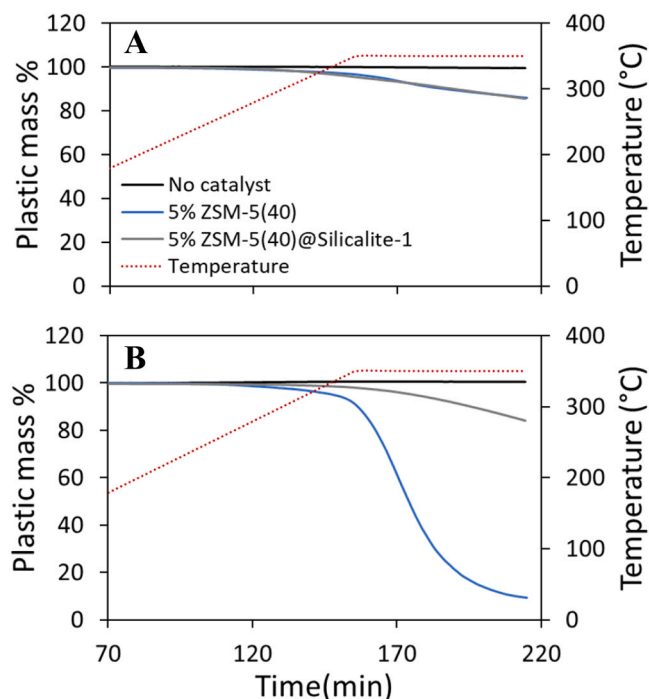 A
120
100
80
60
40
20
0
Plastic mass %
No catalyst
5% ZSM-5(40)
5% ZSM-5(40)@Silicalite-1
Temperature
400
300
200
100
0
Temperature (°C)
B
120
100
80
60
40
20
0
Plastic mass %
400
300
200
100
0
Temperature (°C)
70
120
170
220
Time(min)